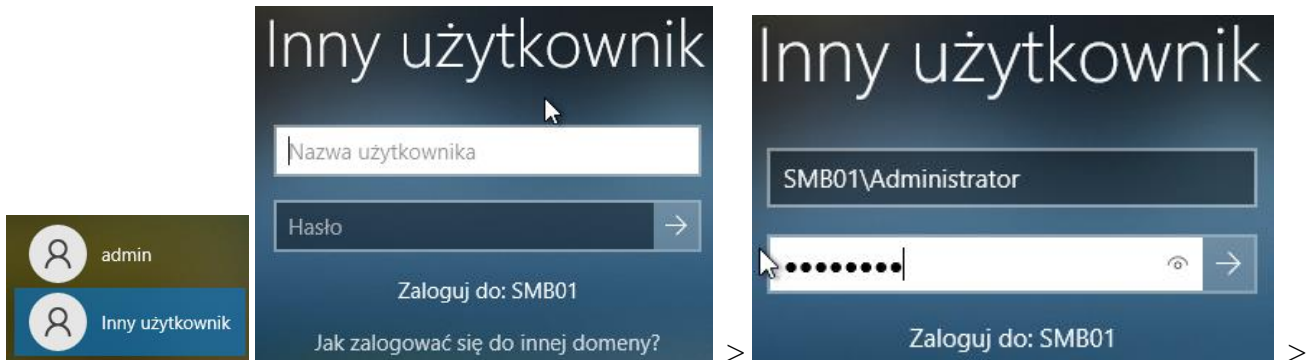 admin
Inny użytkownik
Inny użytkownik
Nazwa użytkownika
Hasło
Zaloguj do: SMB01
Jak zalogować się do innej domeny?
>
Inny użytkownik
SMB01\Administrator
●●●●●●●●
Zaloguj do: SMB01
>